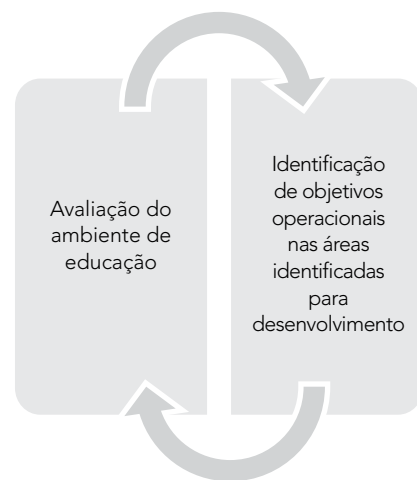 Avaliação do
ambiente de
educação
Identificação
de objetivos
operacionais
nas áreas
identificadas
para
desenvolvimento